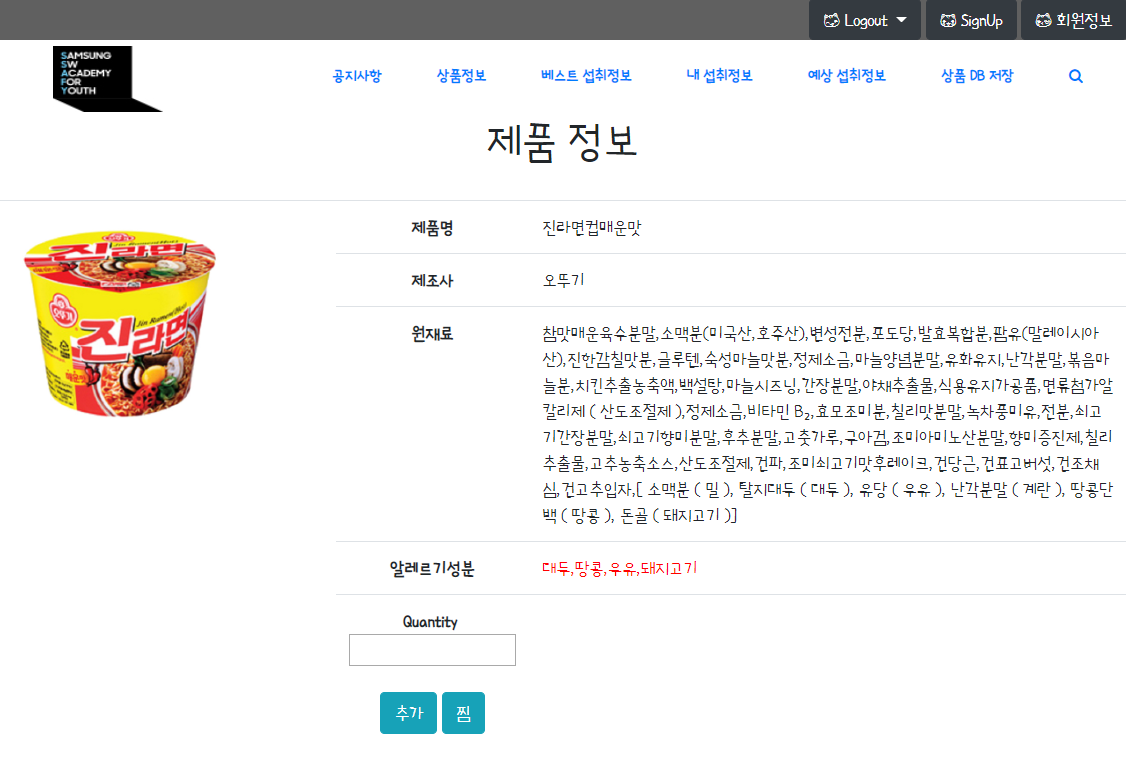 Logout SignUp 회원정보
SAMSUNG
SW
ACADEMY
FOR
YOUTH
공지사항 상품정보 베스트 섭취정보 내 섭취정보 예상 섭취정보 상품 DB 저장
제품 정보
진라면
Jin Ramen(Hot)
오뚜기
진라면
매운맛
제품명 진라면컵매운맛
제조사 오뚜기
원재료 참맛매운육수분말,소맥분(미국산,호주산),변성전분,포도당,발효복합분,팜유(말레이시아
산),진한감칠맛분,글루텐,숙성마늘맛분,정제소금,마늘양념분말,유화유지,난각분말,볶음마
늘분,치킨추출농축액,백설탕,마늘시즈닝,간장분말,야채추출물,식용유지가공품,면류첨가알
칼리제 ( 산도조절제 ),정제소금,비타민 B₂,효모조미분,칠리맛분말,녹차풍미유,전분,쇠고
기간장분말,쇠고기향미분말,후추분말,고춧가루,구아검,조미아미노산분말,향미증진제,칠리
추출물,고추농축소스,산도조절제,건파,조미쇠고기맛후레이크,건당근,건표고버섯,건조채
심,건고추입자,[ 소맥분 ( 밀 ), 탈지대두 ( 대두 ), 유당 ( 우유 ), 난각분말 ( 계란 ), 땅콩단
백 ( 땅콩 ), 돈골 ( 돼지고기 )]
알레르기성분 대두,땅콩,우유,돼지고기
Quantity
추가 찜